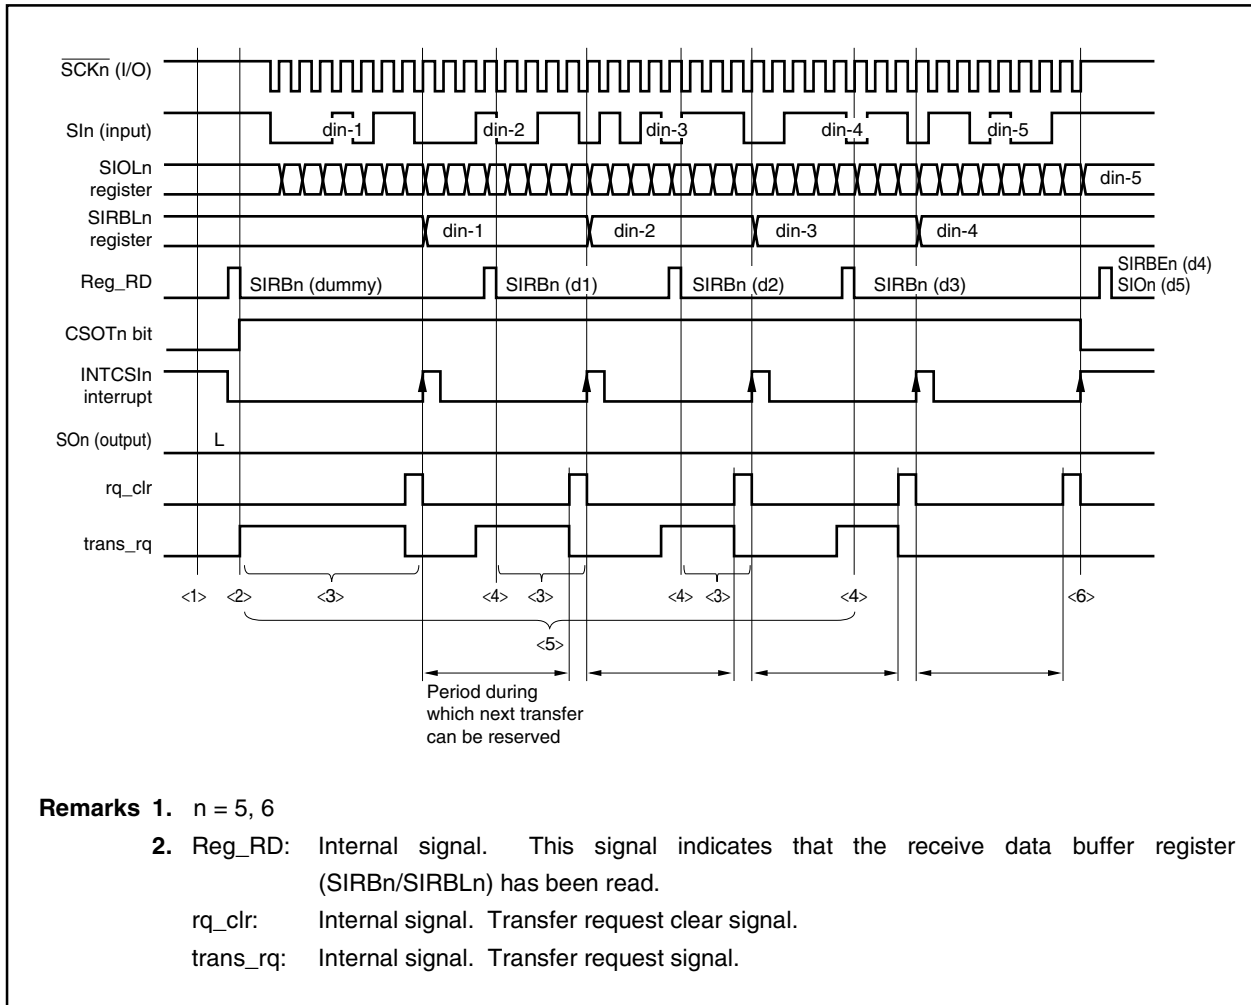 SCKn (I/O)
SIn (input)
din-1 din-2 din-3 din-4 din-5
SIOLn
register
din-5
SIRBLn
register
din-1 din-2 din-3 din-4
Reg_RD
SIRBn (dummy) SIRBn (d1) SIRBn (d2) SIRBn (d3)
SIRBEn (d4)
SIOn (d5)
CSOTn bit
INTCSIn
interrupt
SOn (output) L
rq_clr
trans_rq
<1> <2> <3> <4> <3> <4> <3> <4> <6>
<5>
Period during
which next transfer
can be reserved
Remarks 1. n = 5, 6
2. Reg_RD: Internal signal. This signal indicates that the receive data buffer register
(SIRBn/SIRBLn) has been read.
rq_clr: Internal signal. Transfer request clear signal.
trans_rq: Internal signal. Transfer request signal.